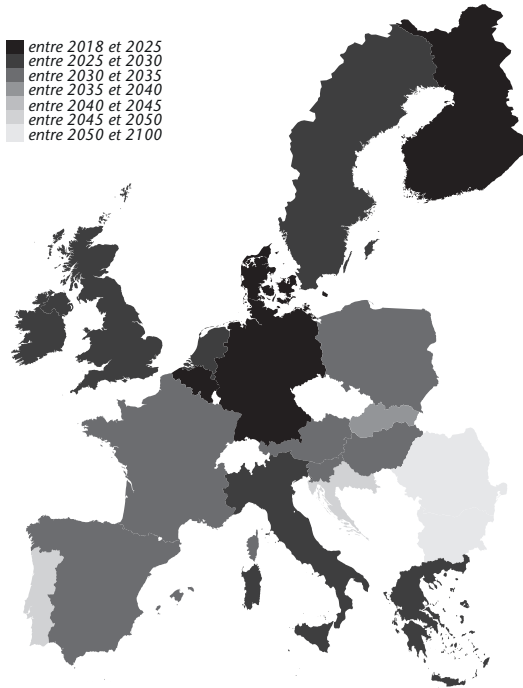 entre 2018 et 2025
entre 2025 et 2030
entre 2030 et 2035
entre 2035 et 2040
entre 2040 et 2045
entre 2045 et 2050
entre 2050 et 2100